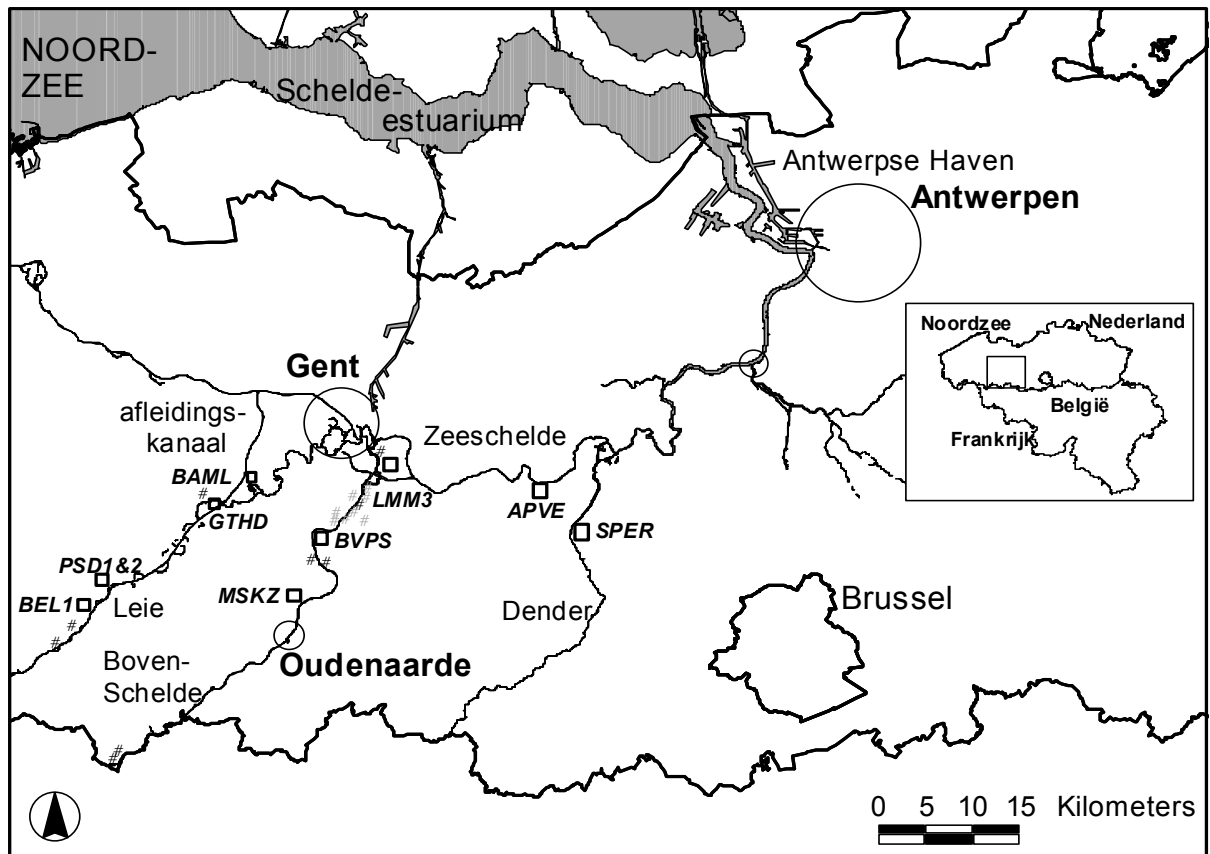 NOORD-
ZEE
Schelde-
estuarium
Antwerpse Haven
Antwerpen
Noordzee
Nederland
België
Frankrijk
Gent
afleidings-
kanaal
Zeeschelde
BAML
LMM3
GTHD
APVE
SPER
BVPS
PSD1&2
BEL1
Leie
MSKZ
Dender
Brussel
Oudenaarde
Boven-
Schelde
0 5 10 15 Kilometers